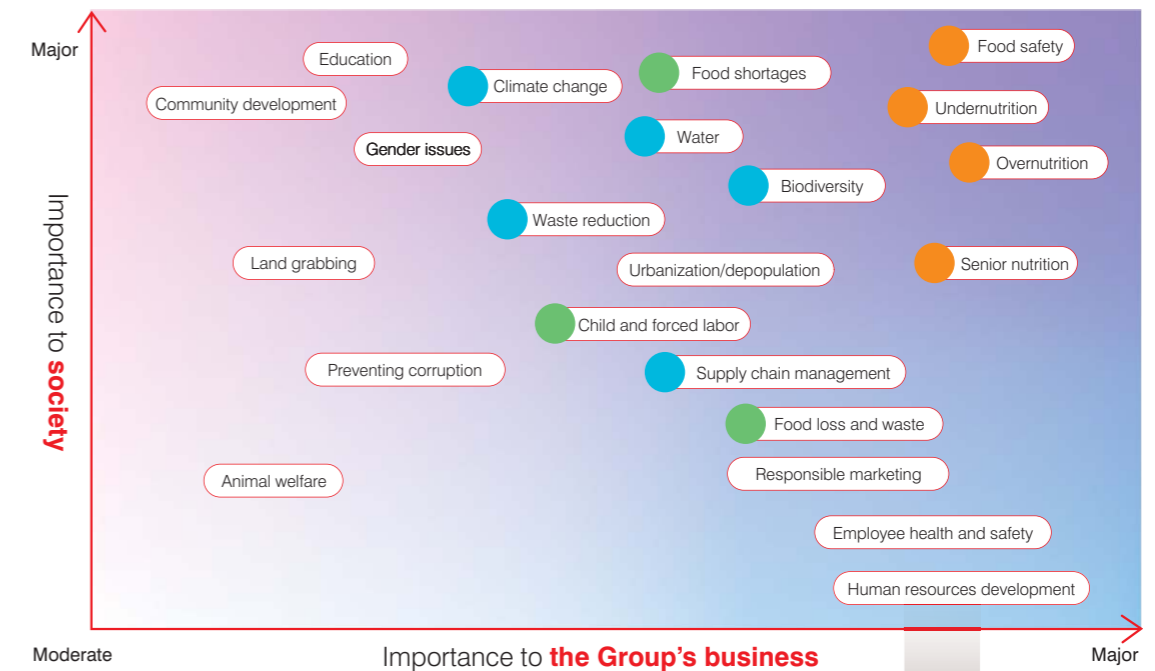 Major
Education
Food safety
Food shortages
Climate change
Community development
Undernutrition
Water
Gender issues
Overnutrition
Biodiversity
Waste reduction
Land grabbing
Urbanization/depopulation
Senior nutrition
Child and forced labor
Preventing corruption
Supply chain management
Food loss and waste
Responsible marketing
Animal welfare
Employee health and safety
Human resources development
Importance to society
Moderate
Importance to the Group's business
Major